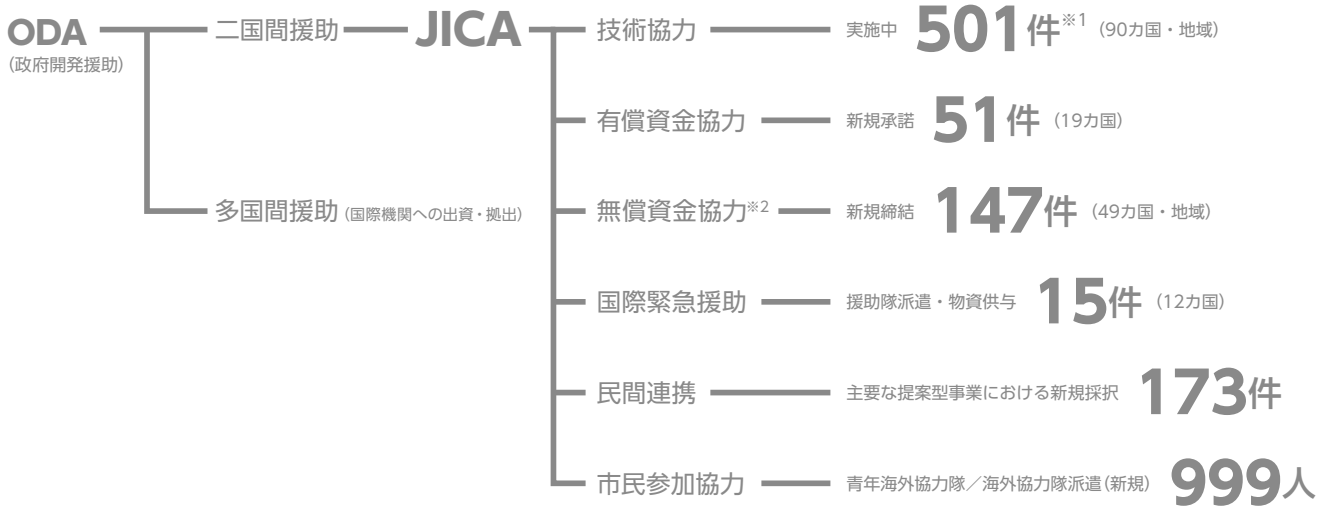 ODA
(政府開発援助)
二国間援助
JICA
技術協力 実施中 501件※1 (90カ国・地域)
有償資金協力 新規承諾 51件 (19カ国)
多国間援助 (国際機関への出資・拠出)
無償資金協力※2 新規締結 147件 (49カ国・地域)
国際緊急援助 援助隊派遣・物資供与 15件 (12カ国)
民間連携 主要な提案型事業における新規採択 173件
市民参加協力 青年海外協力隊/海外協力隊派遣(新規) 999人